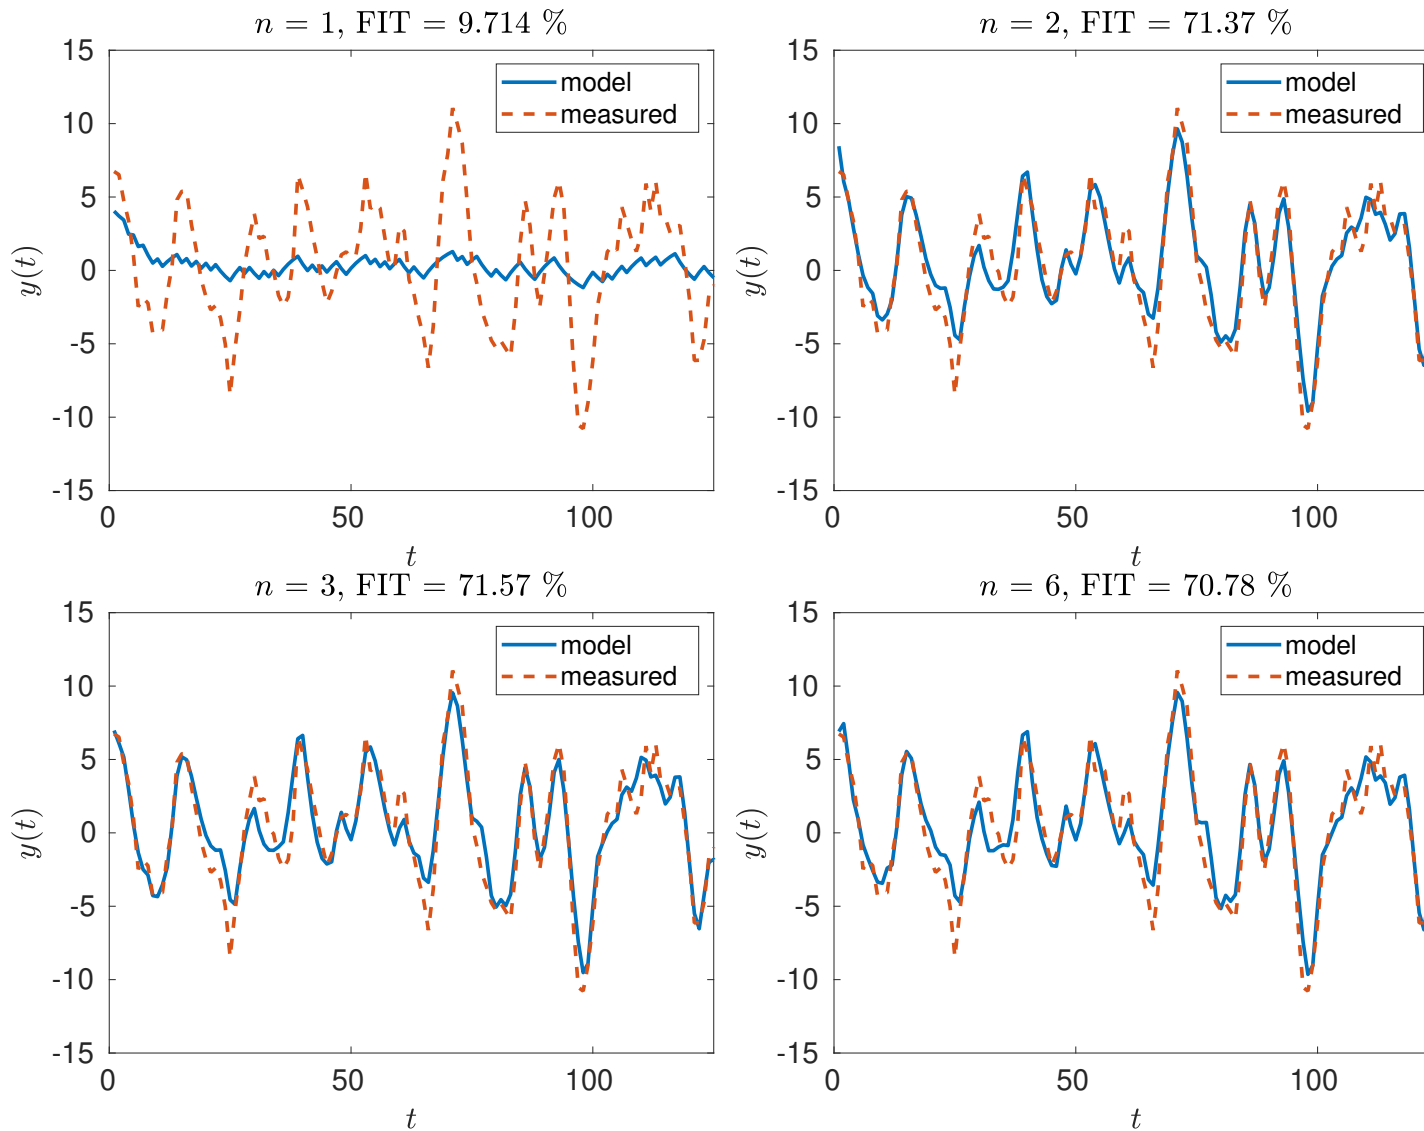 n = 1, FIT = 9.714 %
model
measured
15
10
5
0
-5
-10
-15
y(t)
0 50 100
t
n = 2, FIT = 71.37 %
model
measured
15
10
5
0
-5
-10
-15
y(t)
0 50 100
t
n = 3, FIT = 71.57 %
model
measured
15
10
5
0
-5
-10
-15
y(t)
0 50 100
t
n = 6, FIT = 70.78 %
model
measured
15
10
5
0
-5
-10
-15
y(t)
0 50 100
t